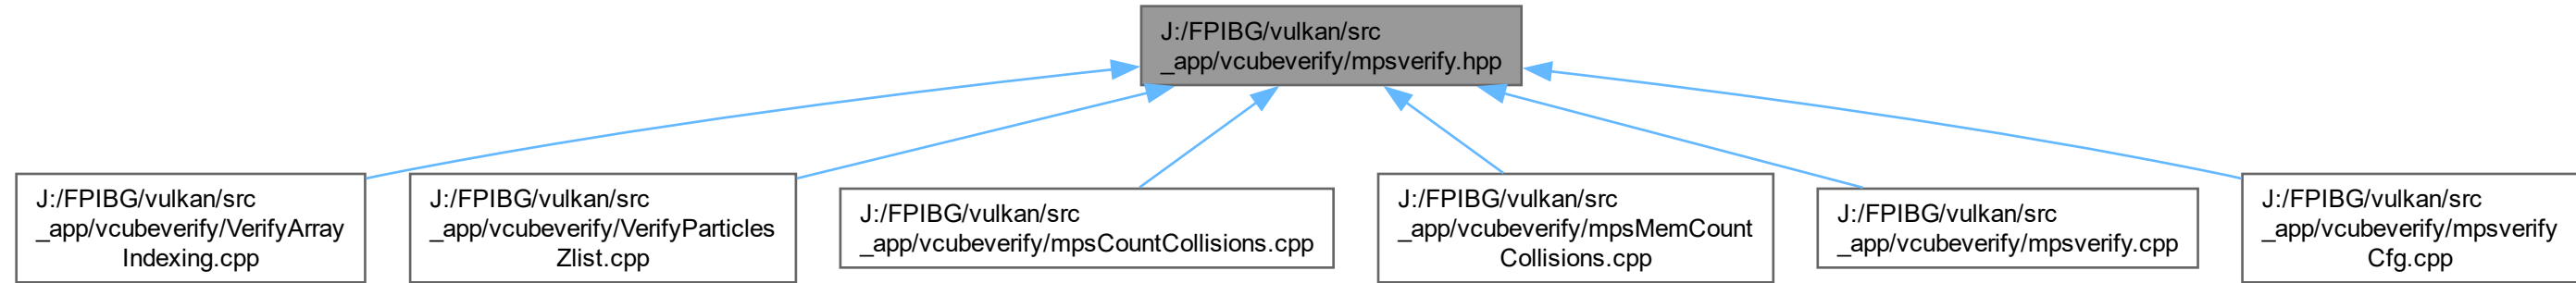 J:/FPIBG/vulkan/src
_app/vcubeverify/mpsverify.hpp
J:/FPIBG/vulkan/src
_app/vcubeverify/VerifyArray
Indexing.cpp
J:/FPIBG/vulkan/src
_app/vcubeverify/VerifyParticles
Zlist.cpp
J:/FPIBG/vulkan/src
_app/vcubeverify/mpsCountCollisions.cpp
J:/FPIBG/vulkan/src
_app/vcubeverify/mpsMemCount
Collisions.cpp
J:/FPIBG/vulkan/src
_app/vcubeverify/mpsverify.cpp
J:/FPIBG/vulkan/src
_app/vcubeverify/mpsverify
Cfg.cpp